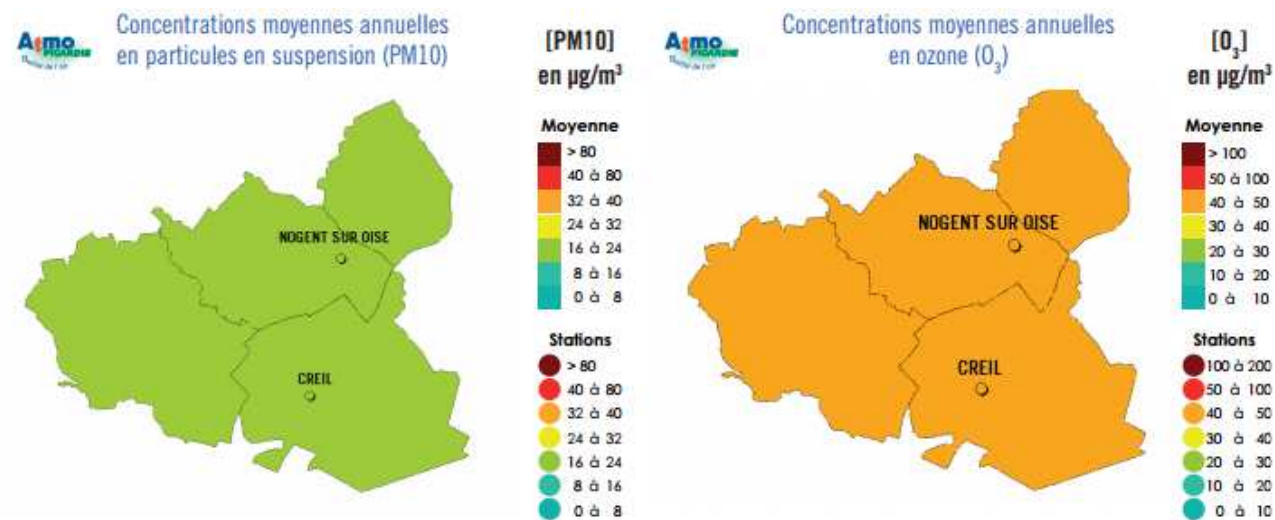 Atmo
PICARDIE
Concentrations moyennes annuelles
en particules en suspension (PM10)
[PM10]
en µg/m³
Moyenne
> 80
40 à 80
32 à 40
24 à 32
16 à 24
8 à 16
0 à 8
Stations
> 80
40 à 80
32 à 40
24 à 32
16 à 24
8 à 16
0 à 8
NOGENT SUR OISE
CREIL
Atmo
PICARDIE
Concentrations moyennes annuelles
en ozone (O₃)
[O₃]
en µg/m³
Moyenne
> 100
50 à 100
40 à 50
30 à 40
20 à 30
10 à 20
0 à 10
Stations
100 à 200
50 à 100
40 à 50
30 à 40
20 à 30
10 à 20
0 à 10
NOGENT SUR OISE
CREIL